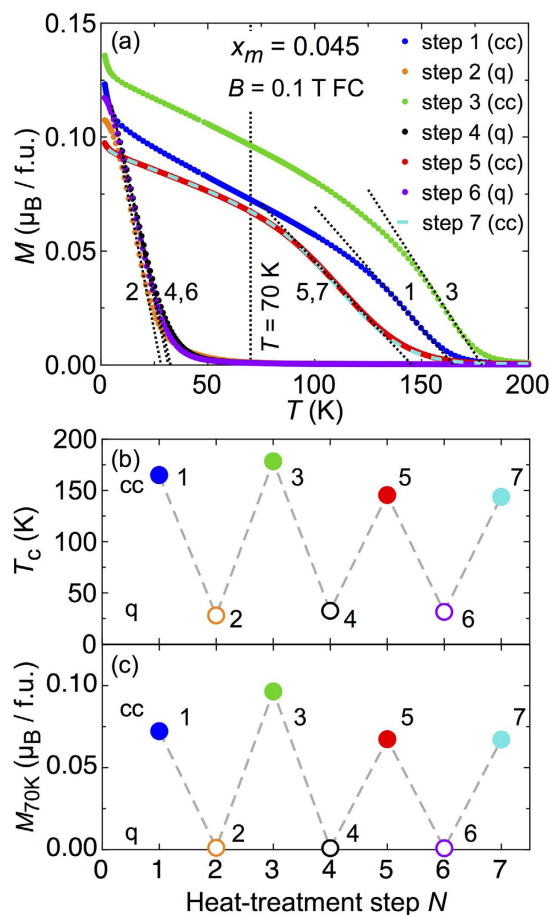 (a)
x_m = 0.045
B = 0.1 T FC
step 1 (cc)
step 2 (q)
step 3 (cc)
step 4 (q)
step 5 (cc)
step 6 (q)
step 7 (cc)
0.15
0.10
0.05
0.00
M (μ_B / f.u.)
2
4,6
T = 70 K
5,7
1
3
50
100
150
200
T (K)
(b)
200
150
100
50
0
T_c (K)
cc
q
1
2
3
4
5
6
7
(c)
0.10
0.05
0.00
M_70K (μ_B / f.u.)
cc
q
1
2
3
4
5
6
7
1 2 3 4 5 6 7
Heat-treatment step N